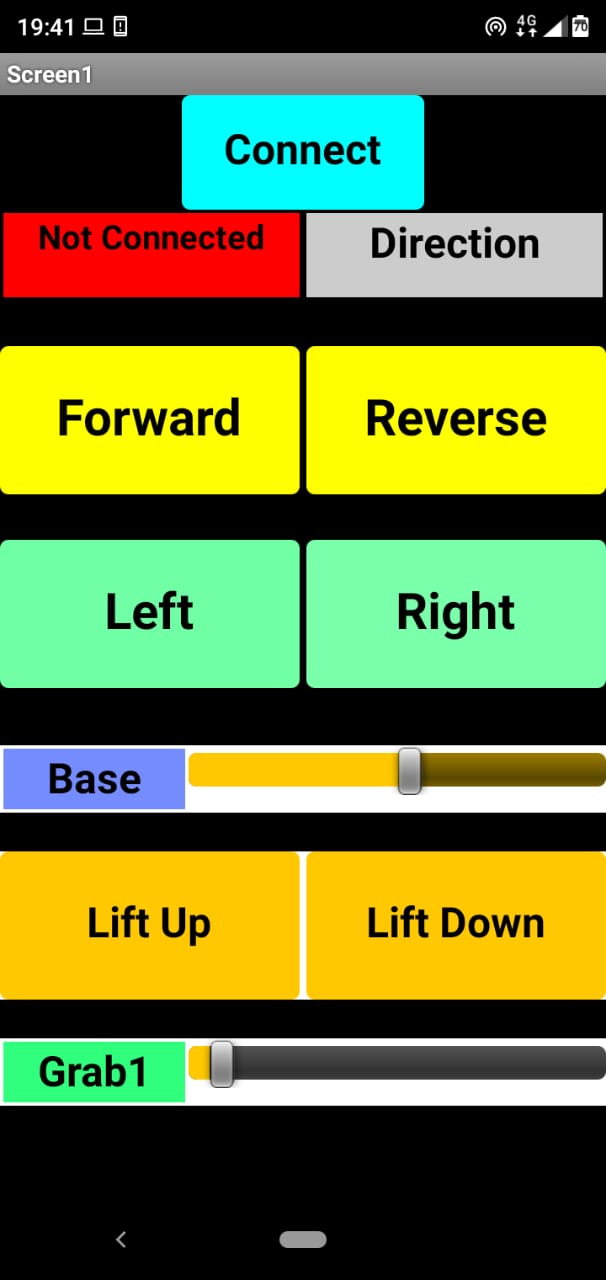 19:41 4G 70
Screen1
Connect
Not Connected Direction
Forward Reverse
Left Right
Base
Lift Up Lift Down
Grab1